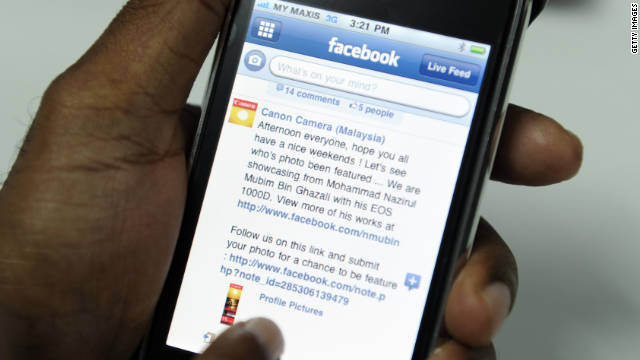 MY MAXIS 3G 3:21 PM
facebook
Live Feed
What's on your mind?
14 comments 5 people
Canon Camera (Malaysia)
Afternoon everyone, hope you all
have a nice weekends ! Let's see
who's photo been featured ... We are
showcasing from Mohammad Nazirul
Mubim Bin Ghazali with his EOS
1000D. View more of his works at
http://www.facebook.com/nmubin
Follow us on this link and submit
your photo for a chance to be feature
: http://www.facebook.com/note.p
hp?note_id=285306139479
Profile Pictures
GETTY IMAGES